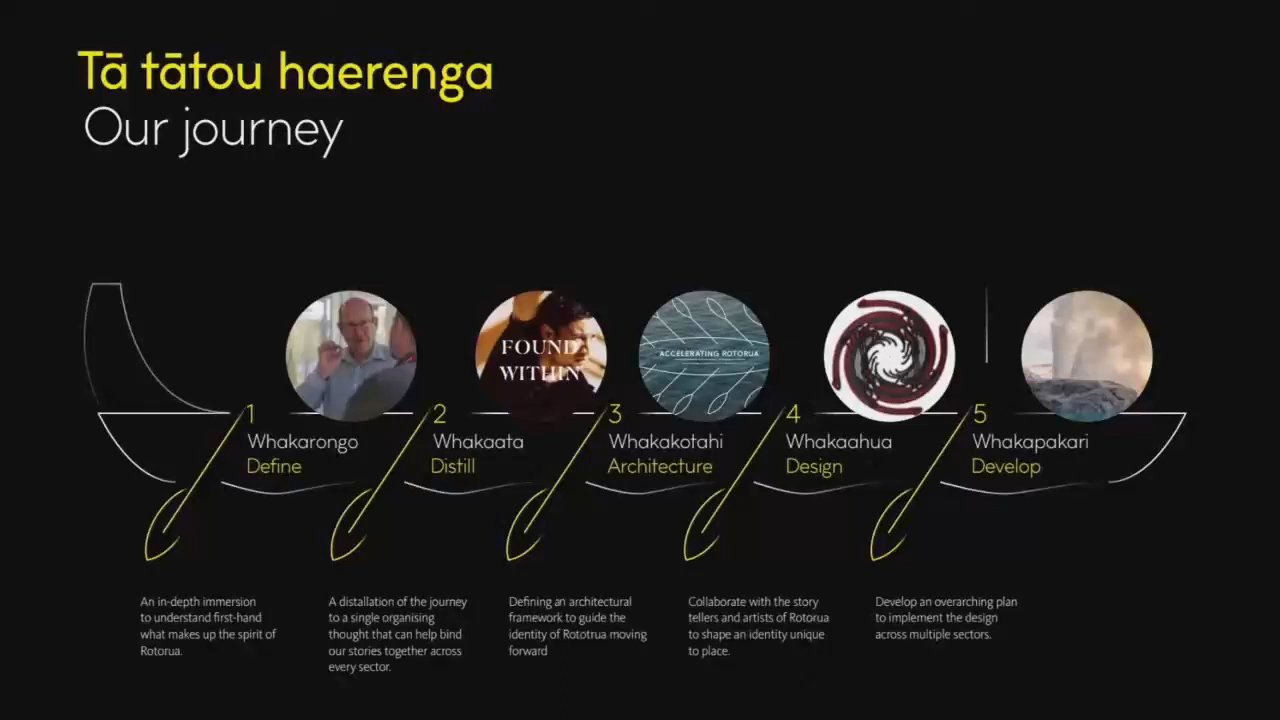 Tā tātou haerenga
Our journey
FOUND
WITHIN
ACCELERATING ROTORUA
1
Whakarongo
Define
2
Whakaata
Distill
3
Whakakotahi
Architecture
4
Whakaahua
Design
5
Whakapakari
Develop
An in-depth immersion
to understand first-hand
what makes up the spirit of
Rotorua.
A distallation of the journey
to a single organising
thought that can help bind
our stories together across
every sector.
Defining an architectural
framework to guide the
identity of Rototrua moving
forward
Collaborate with the story
tellers and artists of Rotorua
to shape an identity unique
to place.
Develop an overarching plan
to implement the design
across multiple sectors.